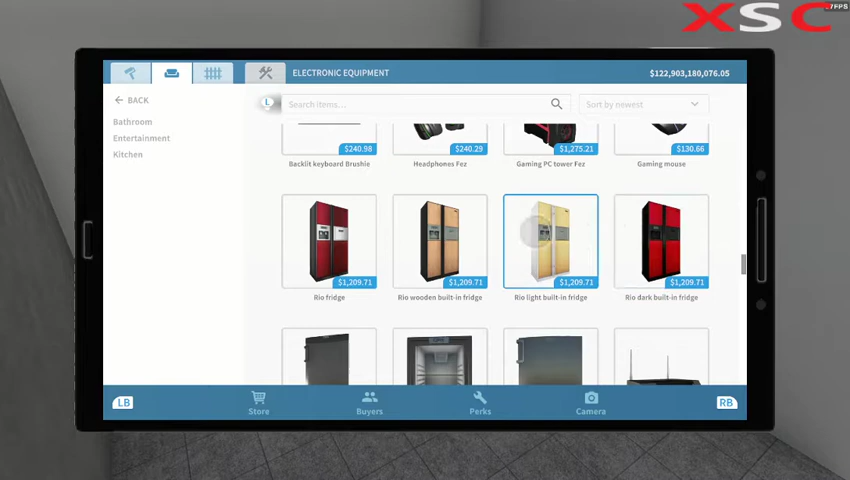 XSC
7FPS
ELECTRONIC EQUIPMENT
$122,903,180,076.05
BACK
L
Search items...
Sort by newest
Bathroom
Entertainment
Kitchen
$240.98
$240.29
$1,275.21
$130.66
Backlit keyboard Brushie
Headphones Fez
Gaming PC tower Fez
Gaming mouse
$1,209.71
$1,209.71
$1,209.71
$1,209.71
Rio fridge
Rio wooden built-in fridge
Rio light built-in fridge
Rio dark built-in fridge
LB
Store
Buyers
Perks
Camera
RB